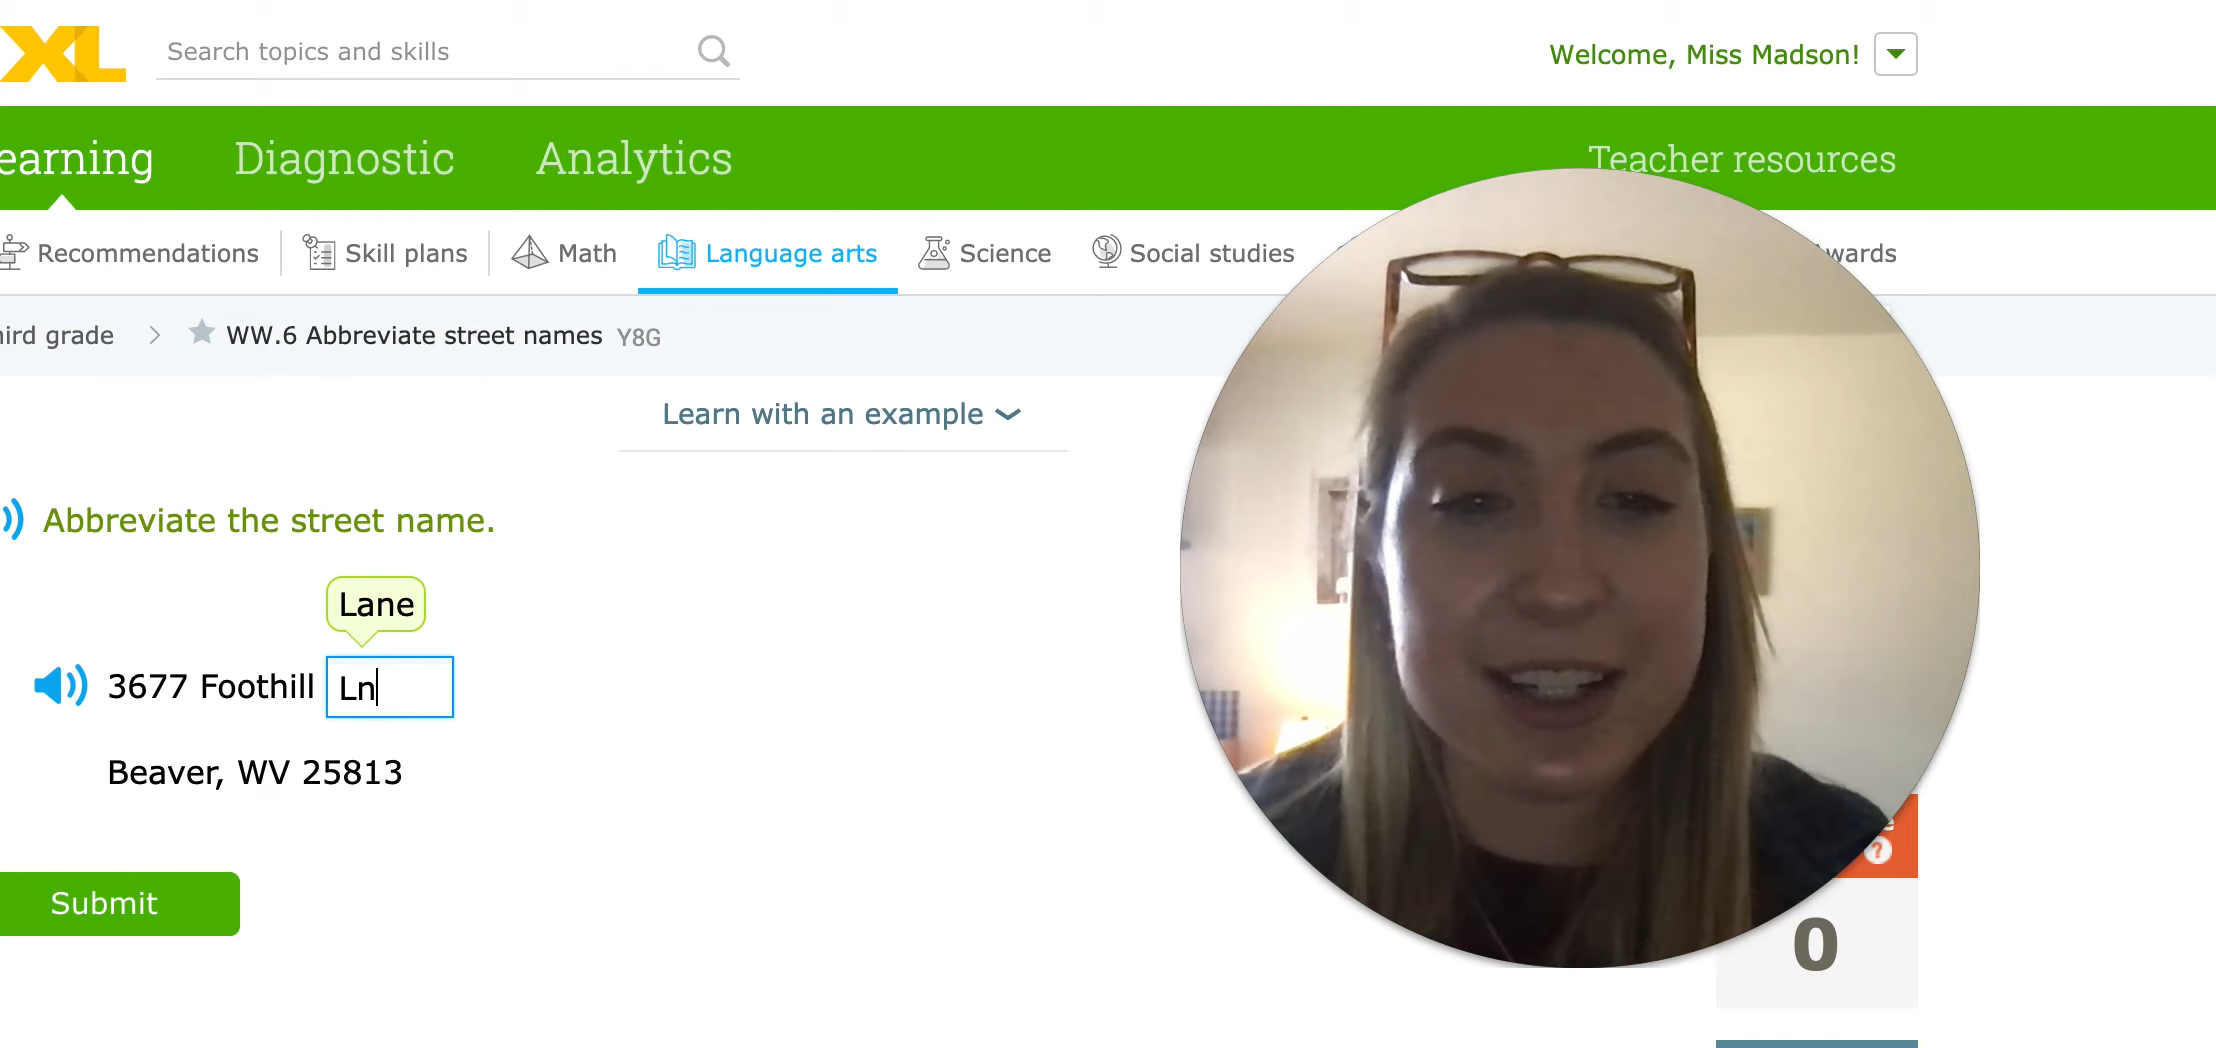 XL
Search topics and skills
Welcome, Miss Madson!
earning Diagnostic Analytics Teacher resources
Recommendations Skill plans Math Language arts Science Social studies wards
ird grade WW.6 Abbreviate street names Y8G
Learn with an example
Abbreviate the street name.
Lane
3677 Foothill Ln
Beaver, WV 25813
Submit
?
0